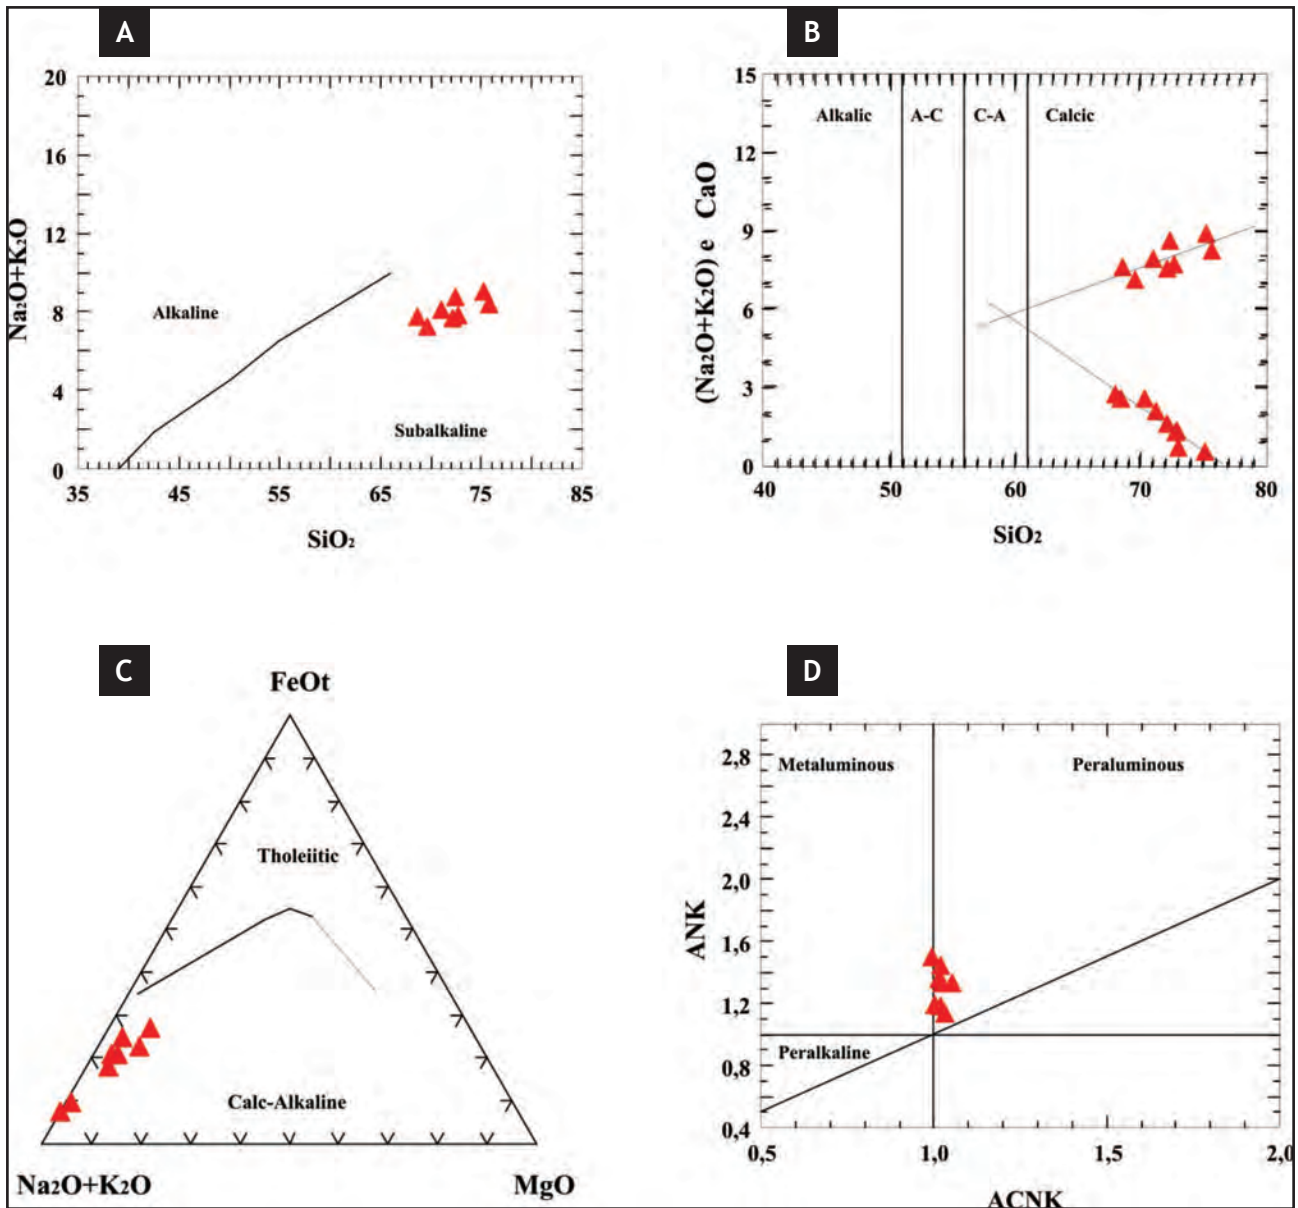 A
Na₂O+K₂O
20
16
12
8
4
0
Alkaline
Subalkaline
35 45 55 65 75 85
SiO₂
B
(Na₂O+K₂O) e CaO
15
12
9
6
3
0
Alkalic A-C C-A Calcic
40 50 60 70 80
SiO₂
C
FeOt
Tholeiitic
Calc-Alkaline
Na₂O+K₂O MgO
D
ANK
2,8
2,4
2,0
1,6
1,2
0,8
0,4
Metaluminous Peraluminous
Peralkaline
0,5 1,0 1,5 2,0
ACNK